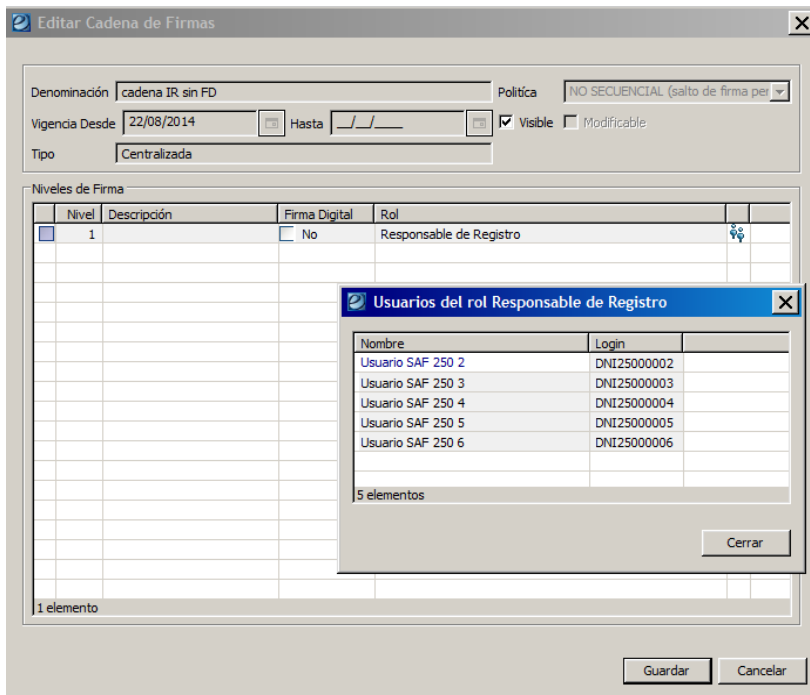 Editar Cadena de Firmas
Denominación cadena IR sin FD Politíca NO SECUENCIAL (salto de firma per
Vigencia Desde 22/08/2014 Hasta __/__/____ Visible Modificable
Tipo Centralizada
Niveles de Firma
Nivel Descripción Firma Digital Rol
1 No Responsable de Registro
Usuarios del rol Responsable de Registro
Nombre Login
Usuario SAF 250 2 DNI25000002
Usuario SAF 250 3 DNI25000003
Usuario SAF 250 4 DNI25000004
Usuario SAF 250 5 DNI25000005
Usuario SAF 250 6 DNI25000006
5 elementos
Cerrar
1 elemento
Guardar Cancelar